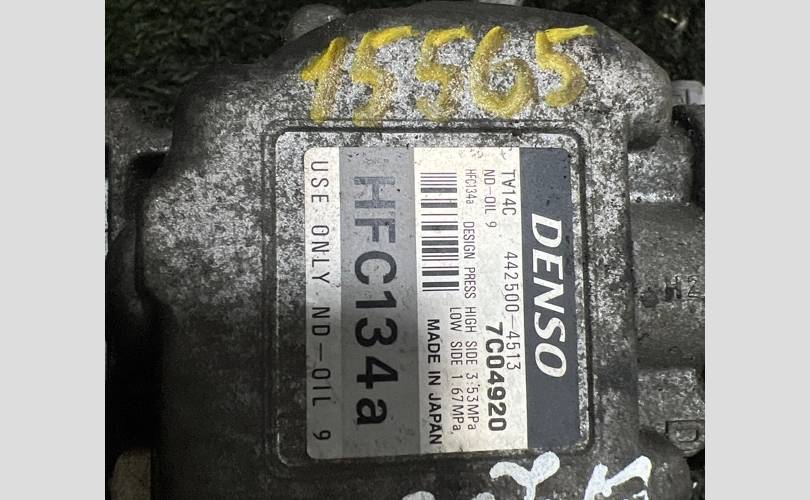 15565
DENSO
TV14C 442500-4513
ND-OIL 9 7C04920
HFC134a DESIGN PRESS HIGH SIDE 3.53MPa
LOW SIDE 1.67MPa
MADE IN JAPAN
HFC134a
USE ONLY ND-OIL 9
H2